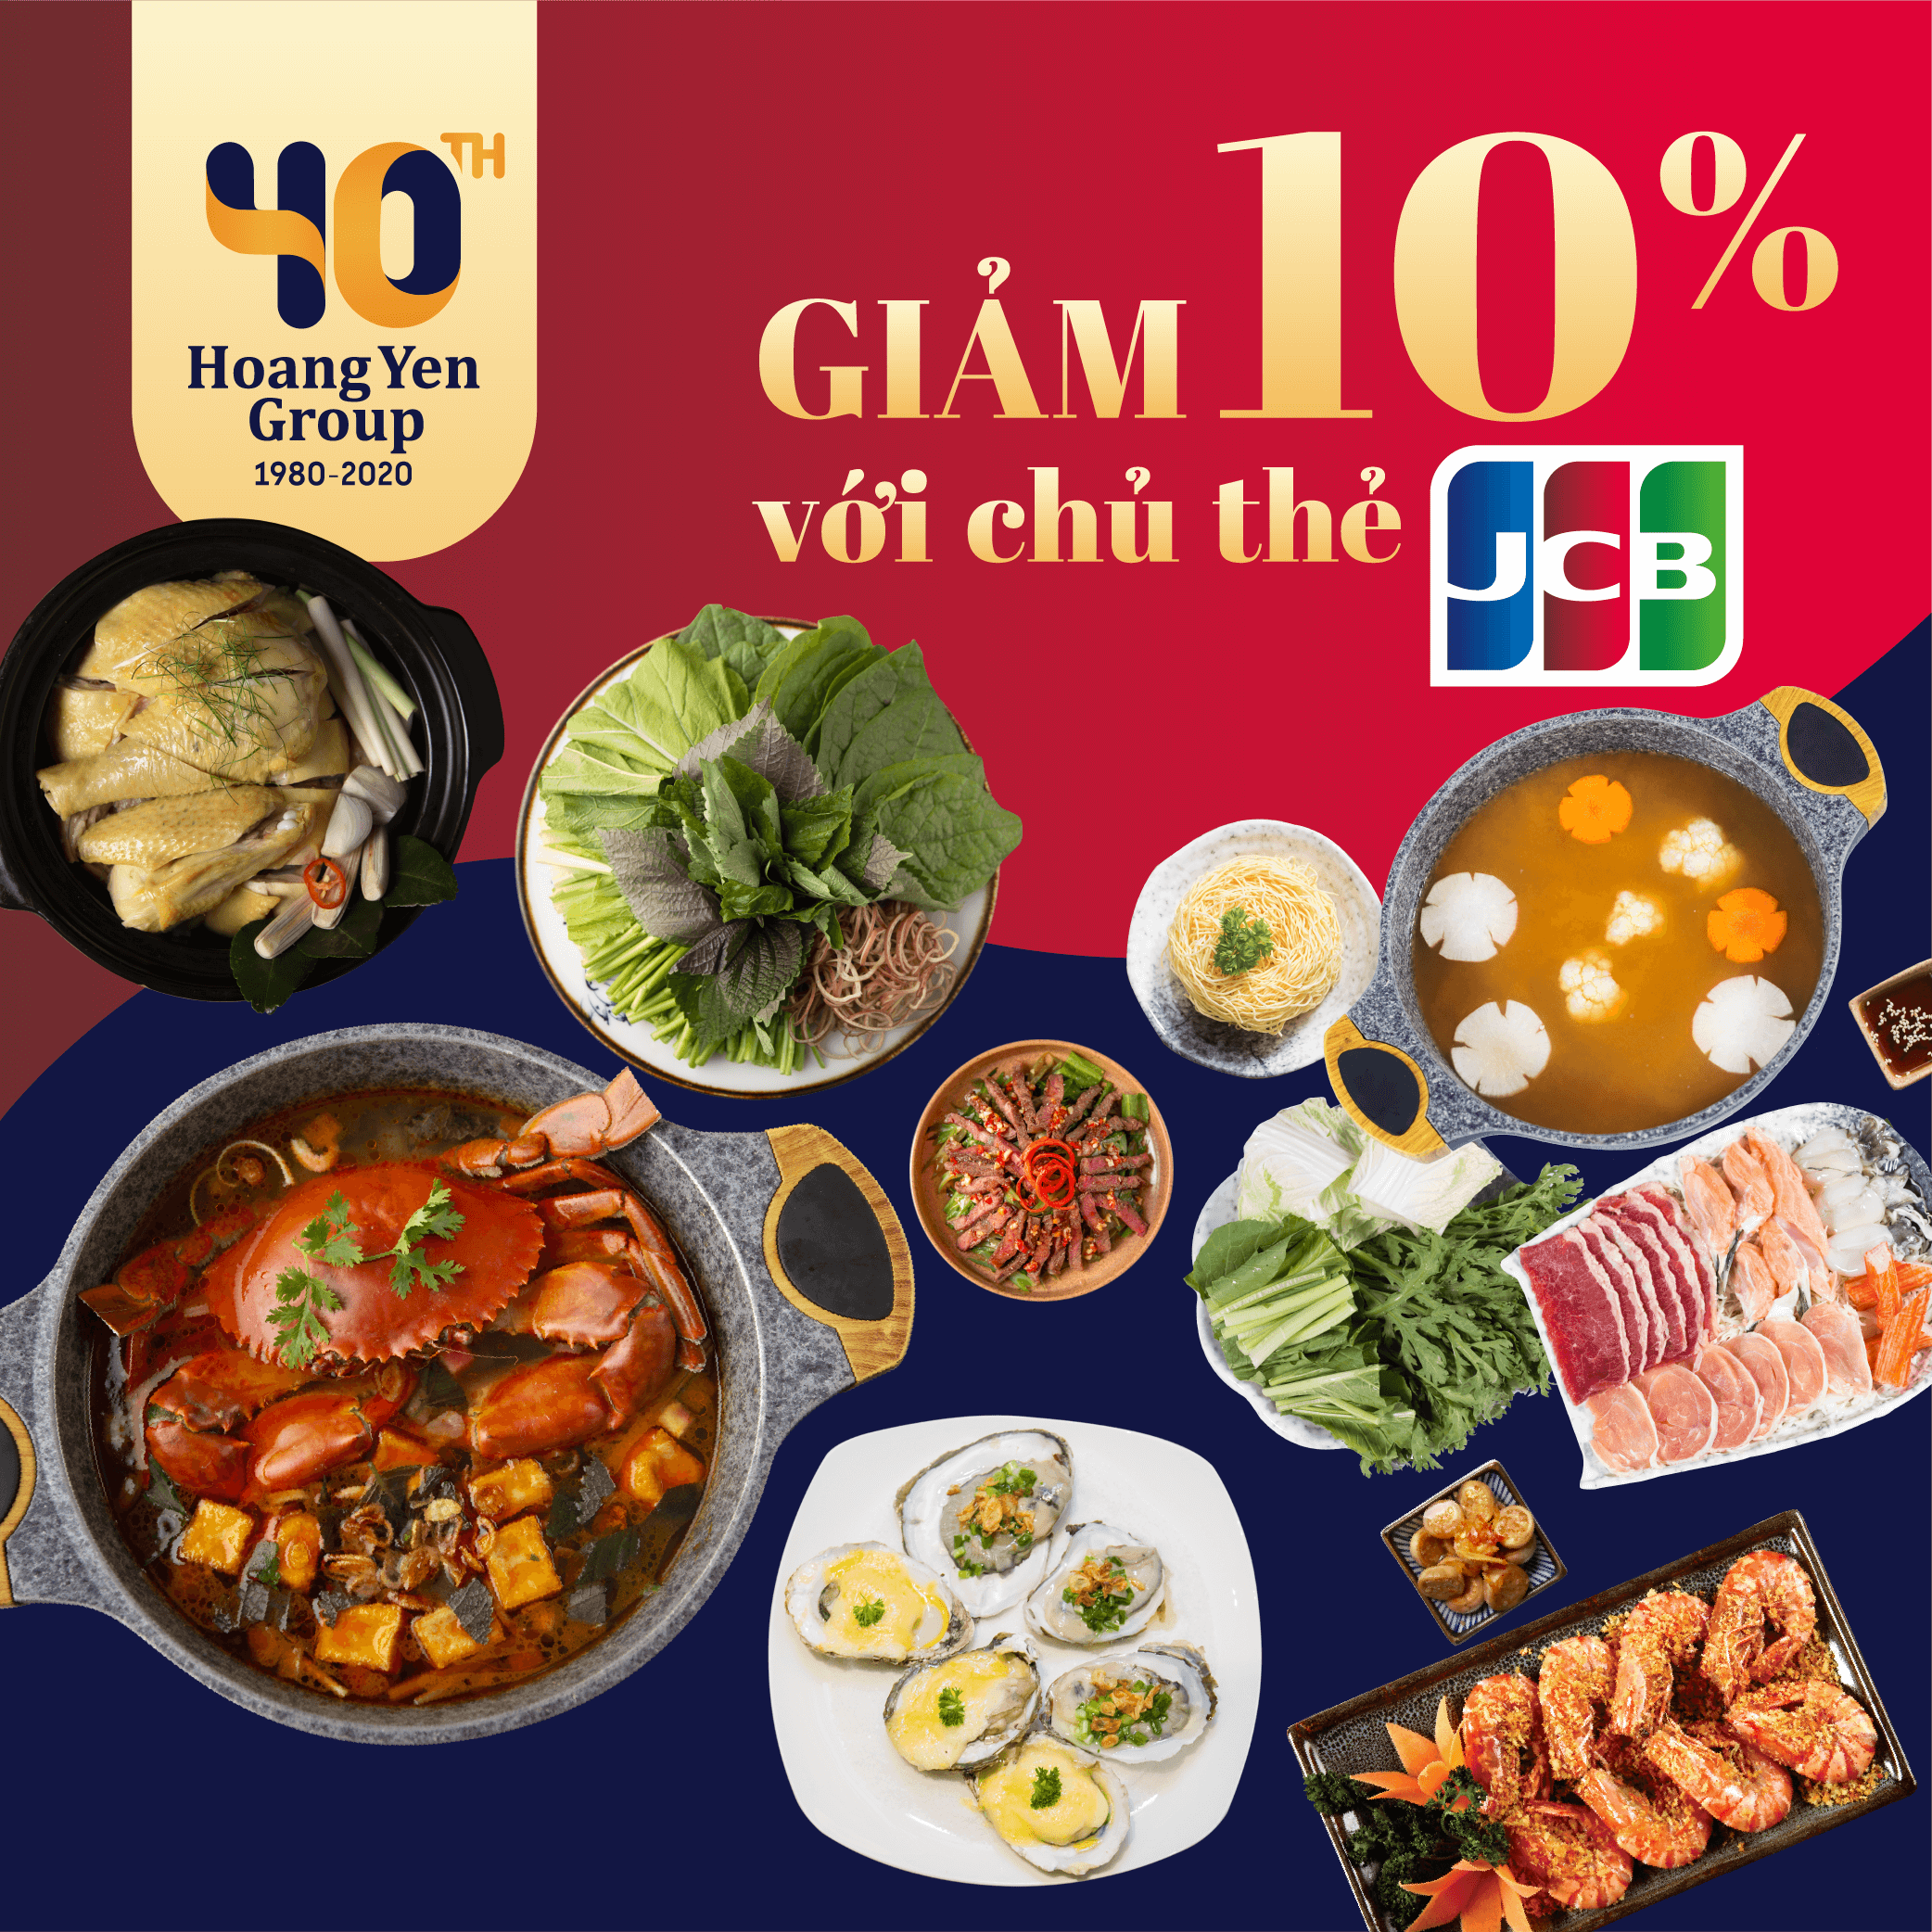 40TH
Hoang Yen
Group
1980-2020
GIẢM 10%
với chủ thẻ JCB